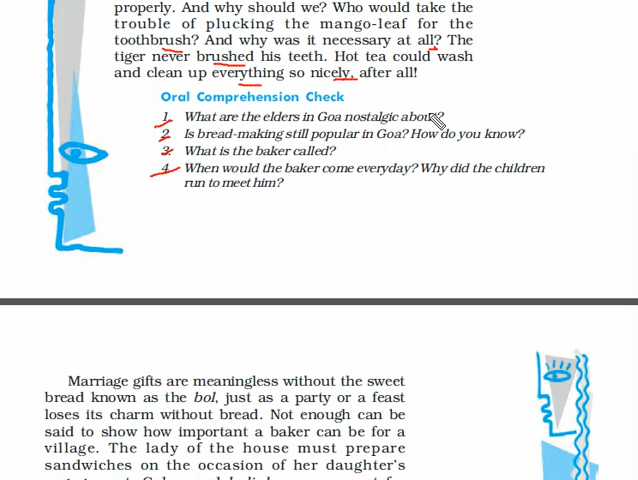 properly. And why should we? Who would take the
trouble of plucking the mango-leaf for the
toothbrush? And why was it necessary at all? The
tiger never brushed his teeth. Hot tea could wash
and clean up everything so nicely, after all!
Oral Comprehension Check
1. What are the elders in Goa nostalgic about?
2. Is bread-making still popular in Goa? How do you know?
3. What is the baker called?
4. When would the baker come everyday? Why did the children
run to meet him?
Marriage gifts are meaningless without the sweet
bread known as the bol, just as a party or a feast
loses its charm without bread. Not enough can be
said to show how important a baker can be for a
village. The lady of the house must prepare
sandwiches on the occasion of her daughter's